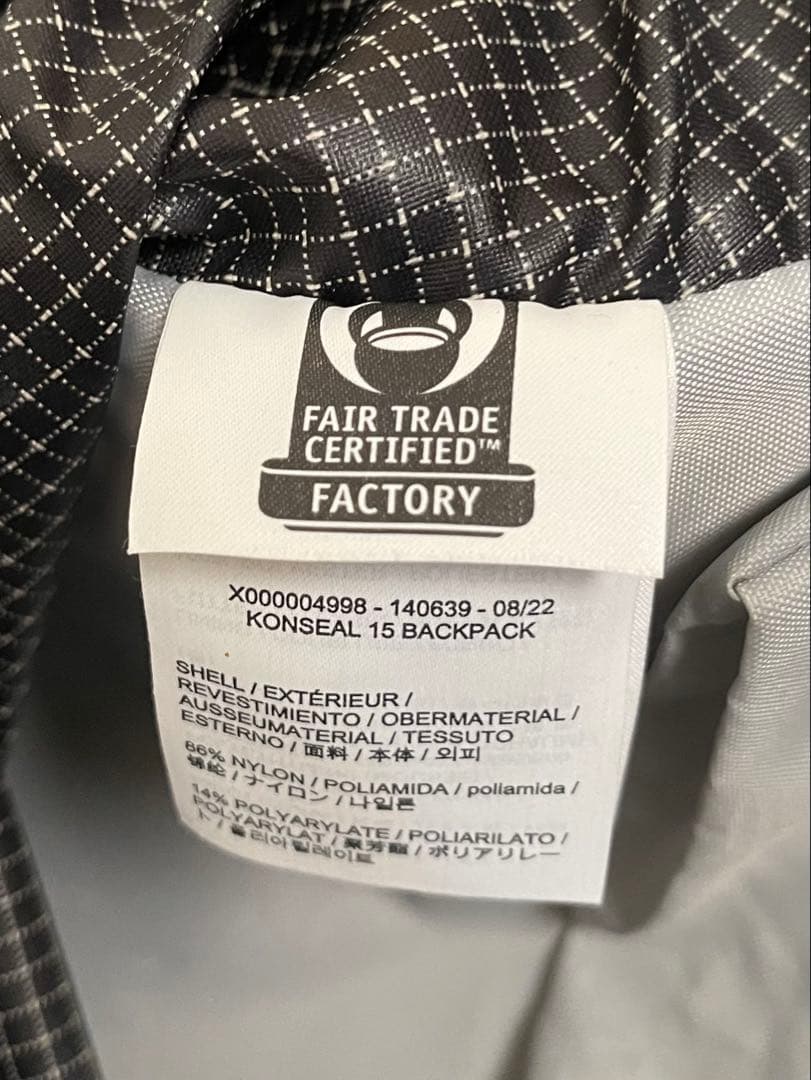 FAIR TRADE
CERTIFIED™
FACTORY
X000004998 - 140639 - 08/22
KONSEAL 15 BACKPACK
SHELL / EXTÉRIEUR /
REVESTIMIENTO / OBERMATERIAL /
AUSSEUMATERIAL / TESSUTO
ESTERNO / 面料 / 本体 / 외피
86% NYLON / POLIAMIDA / poliamida /
锦纶 / ナイロン / 나일론
14% POLYARYLATE / POLIARILATO /
POLYARYLAT / 聚芳酯 / ポリアリレー
ト / 폴리아릴레이트